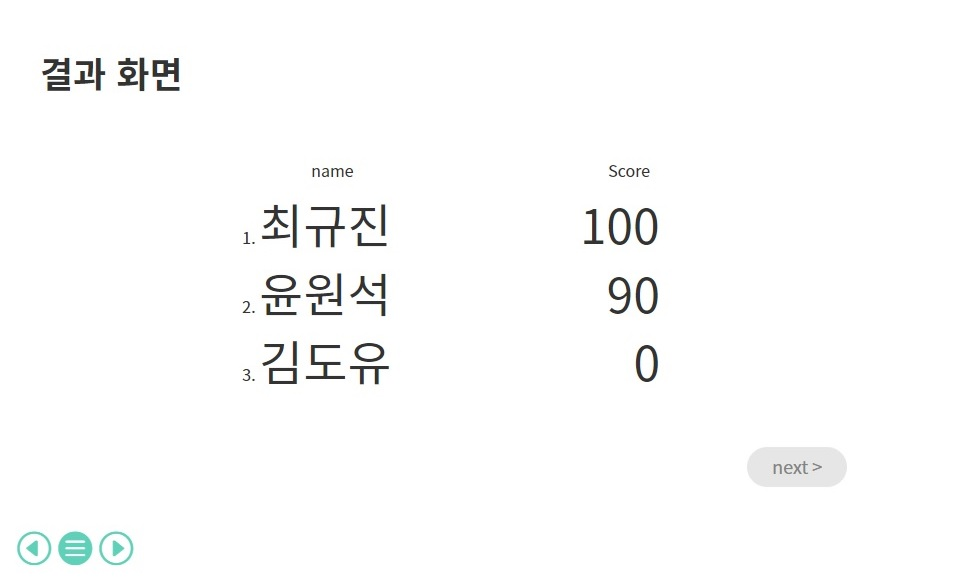 결과 화면
name Score
1. 최규진 100
2. 윤원석 90
3. 김도유 0
next >